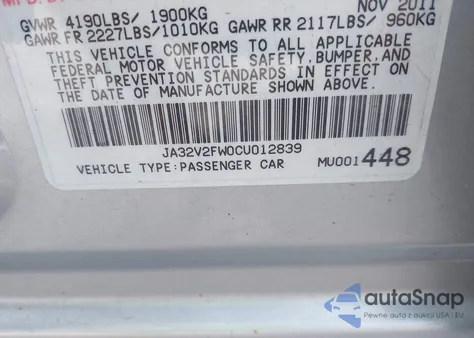 NOV 2011
GVWR 4190LBS/ 1900KG
GAWR FR 2227LBS/1010KG GAWR RR 2117LBS/ 960KG
THIS VEHICLE CONFORMS TO ALL APPLICABLE
FEDERAL MOTOR VEHICLE SAFETY, BUMPER, AND
THEFT PREVENTION STANDARDS IN EFFECT ON
THE DATE OF MANUFACTURE SHOWN ABOVE.
JA32V2FW0CU012839
VEHICLE TYPE:PASSENGER CAR MU001448
autoSnap
Pewne auto z aukcji USA i EU